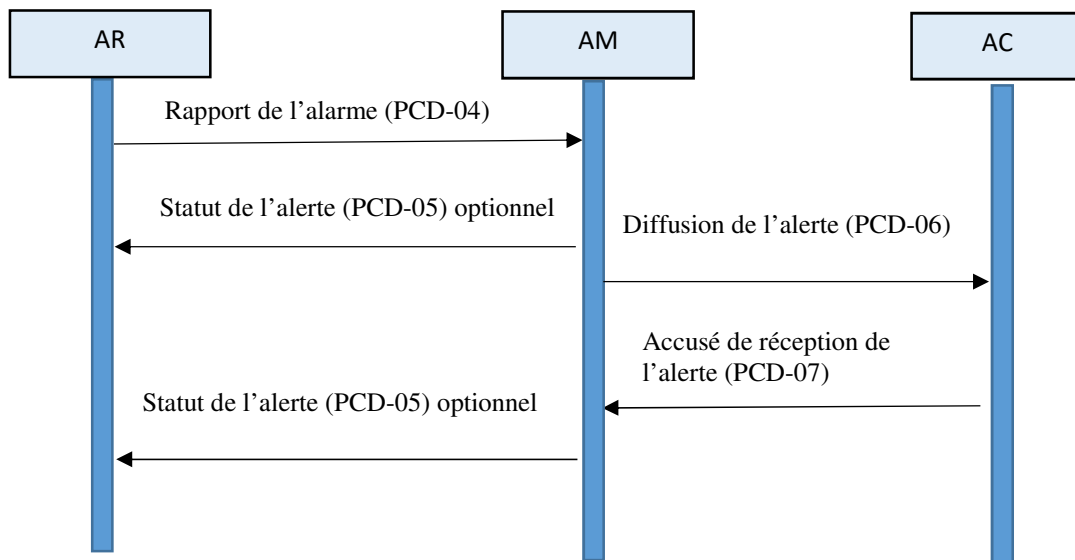 AR
AM
AC
Rapport de l’alarme (PCD-04)
Statut de l’alerte (PCD-05) optionnel
Diffusion de l’alerte (PCD-06)
Accusé de réception de
l’alerte (PCD-07)
Statut de l’alerte (PCD-05) optionnel